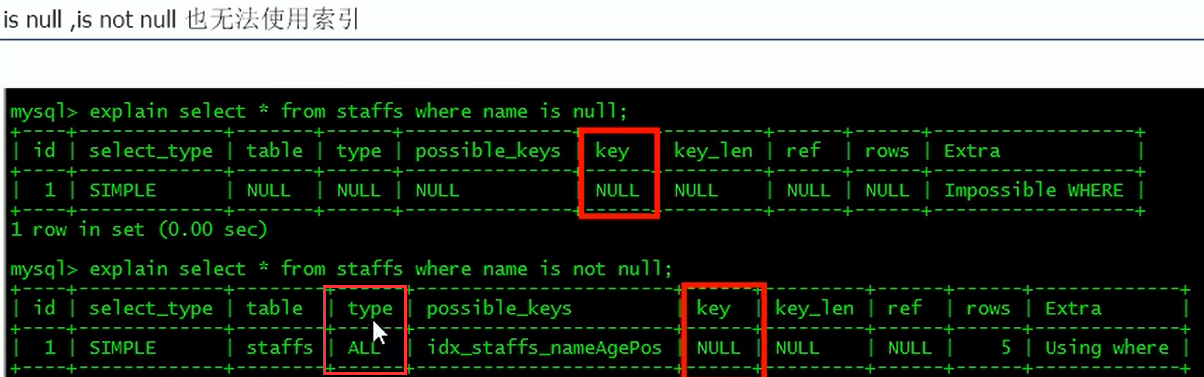 is null ,is not null 也无法使用索引
mysql> explain select * from staffs where name is null;
+----+-------------+-------+------+---------------+------+---------+------+------+------------------+
| id | select_type | table | type | possible_keys | key | key_len | ref | rows | Extra |
+----+-------------+-------+------+---------------+------+---------+------+------+------------------+
| 1 | SIMPLE | NULL | NULL | NULL | NULL | NULL | NULL | NULL | Impossible WHERE |
+----+-------------+-------+------+---------------+------+---------+------+------+------------------+
1 row in set (0.00 sec)
mysql> explain select * from staffs where name is not null;
+----+-------------+--------+------+-----------------------+------+---------+------+------+-------------+
| id | select_type | table | type | possible_keys | key | key_len | ref | rows | Extra |
+----+-------------+--------+------+-----------------------+------+---------+------+------+-------------+
| 1 | SIMPLE | staffs | ALL | idx_staffs_nameAgePos | NULL | NULL | NULL | 5 | Using where |